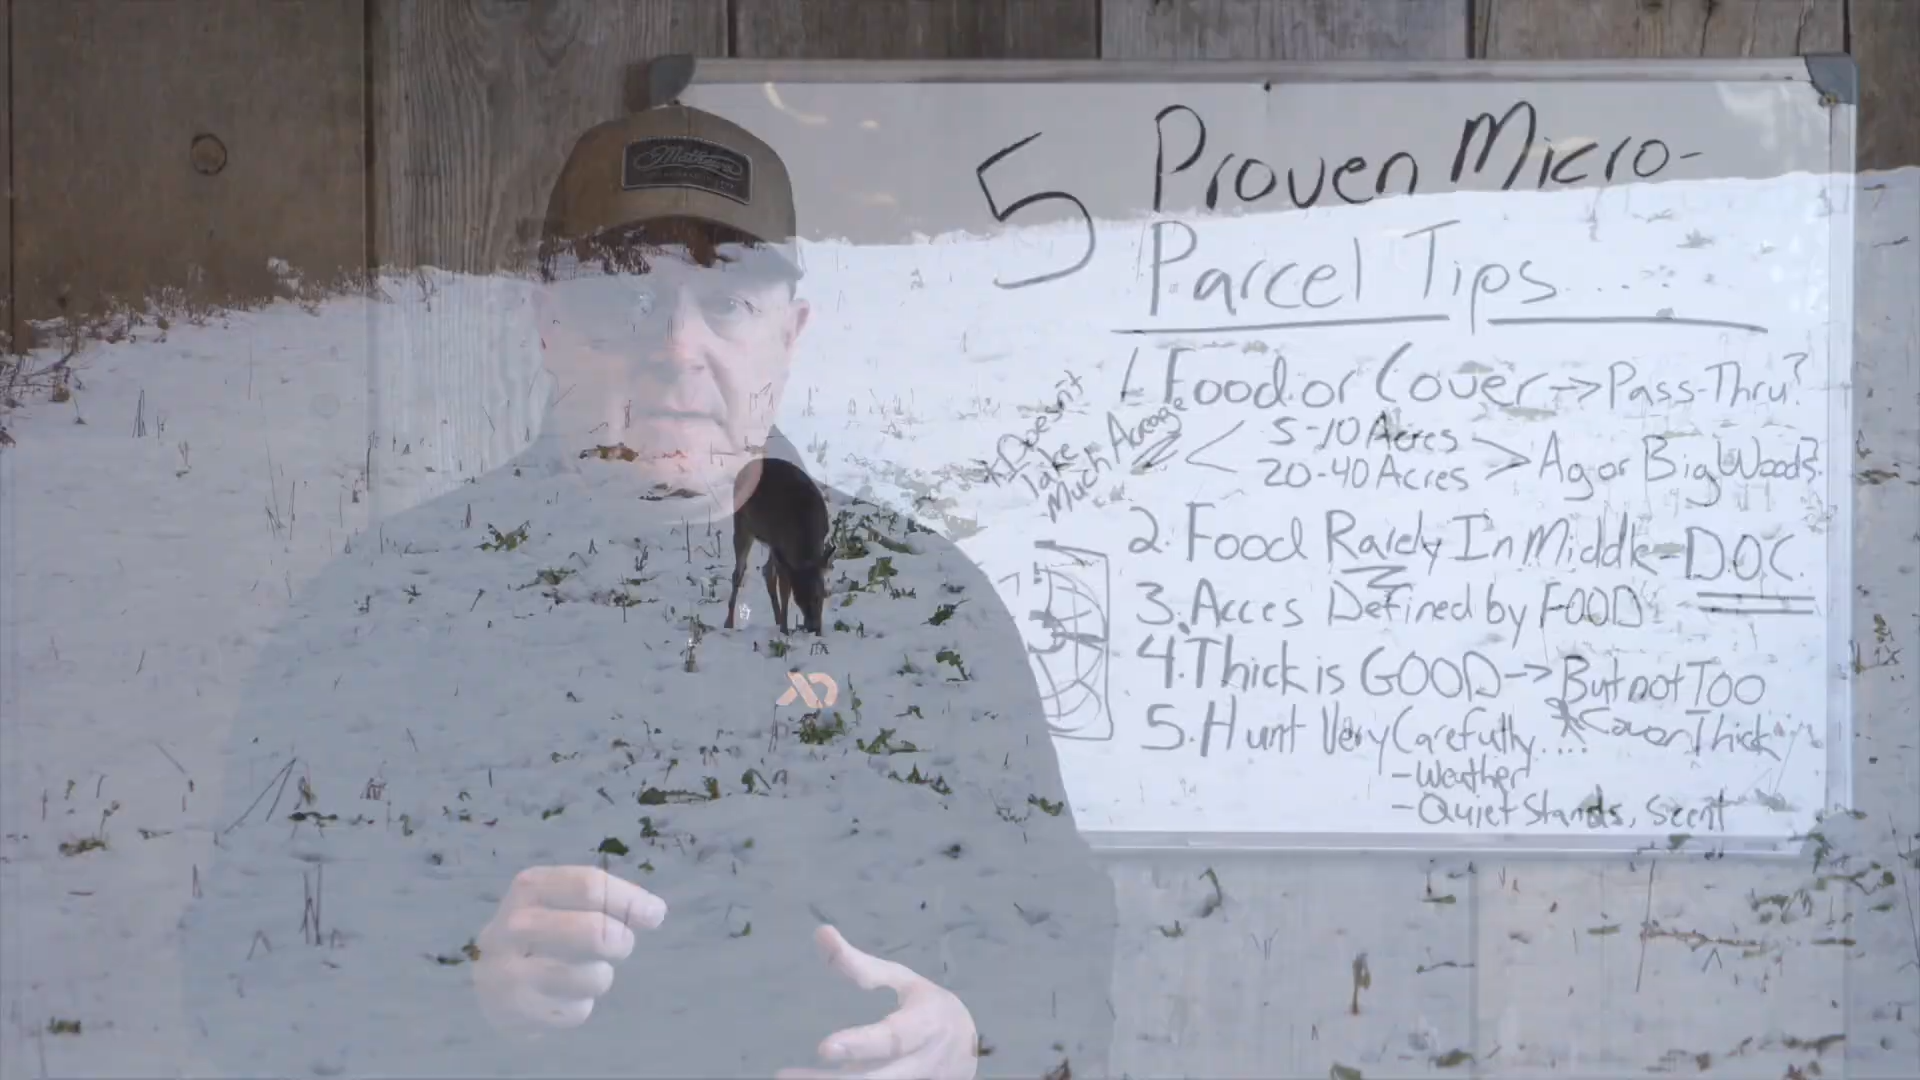 Mathews
5 Proven Micro-
Parcel Tips....
1. Food or Cover -> Pass-Thru?
*Doesn't
Take
Much Acreage
< 5-10 Acres
20-40 Acres > Ag or Big Woods?
2. Food Rarely In Middle - D.O.C.
3. Acces Defined by FOOD
4. Thick is GOOD -> But not Too
*Cover Thick
5. Hunt Very Carefully....
- Weather
- Quiet Stands, Scent